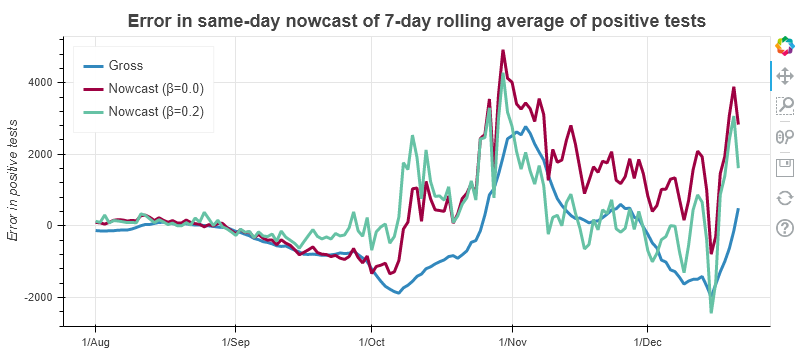 Error in same-day nowcast of 7-day rolling average of positive tests
Gross
Nowcast (β=0.0)
Nowcast (β=0.2)
Error in positive tests
4000
2000
0
-2000
1/Aug
1/Sep
1/Oct
1/Nov
1/Dec